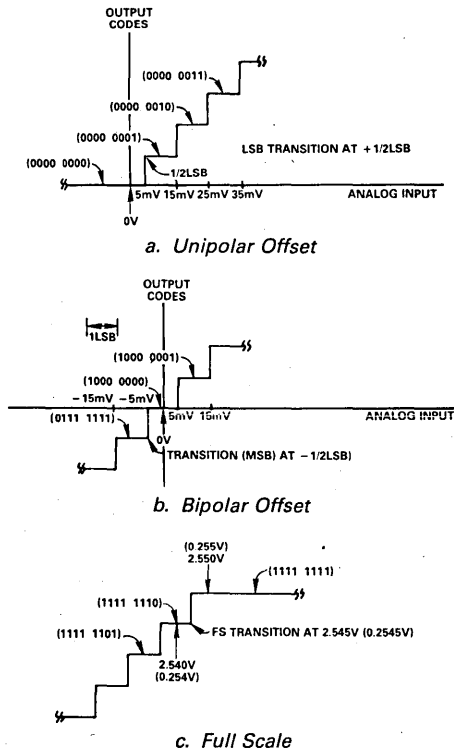 OUTPUT
CODES
(0000 0011)
(0000 0010)
(0000 0001)
LSB TRANSITION AT +1/2LSB
(0000 0000)
1/2LSB
5mV 15mV 25mV 35mV
ANALOG INPUT
0V
a. Unipolar Offset
OUTPUT
CODES
1LSB
(1000 0001)
(1000 0000)
-15mV -5mV
5mV 15mV
ANALOG INPUT
(0111 1111)
0V
TRANSITION (MSB) AT -1/2LSB)
b. Bipolar Offset
(0.255V)
2.550V
(1111 1111)
(1111 1110)
(1111 1101)
FS TRANSITION AT 2.545V (0.2545V)
2.540V
(0.254V)
c. Full Scale